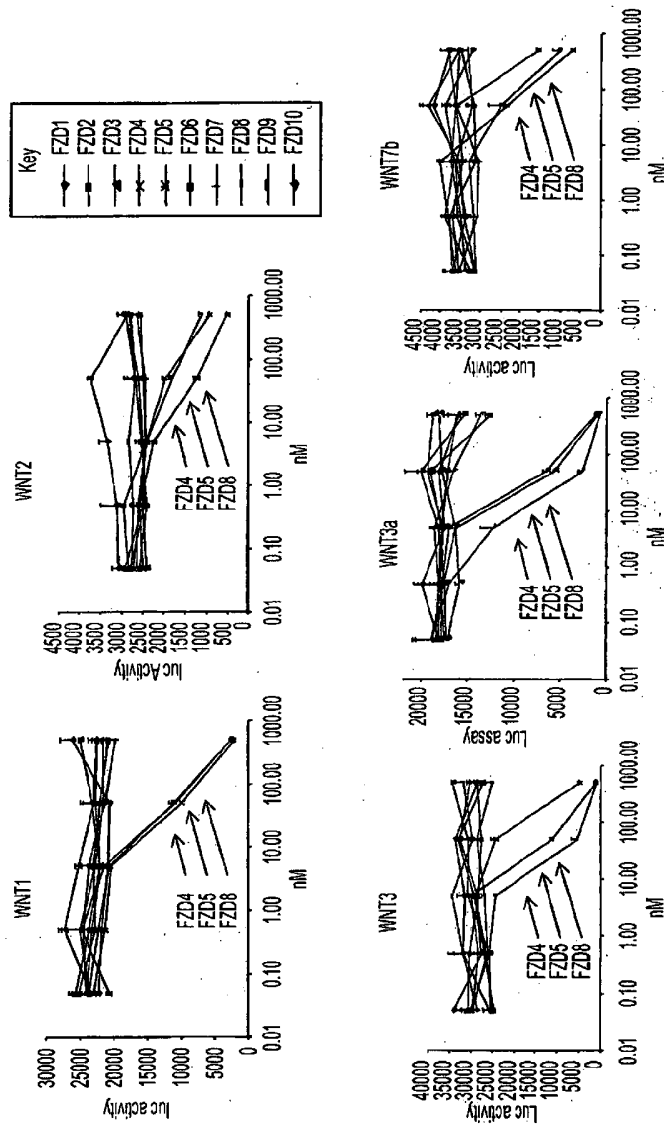 WNT1
luc activity
30000
25000
20000
15000
10000
5000
0
FZD4
FZD5
FZD8
0.01 0.10 1.00 10.00 100.00 1000.00
nM
WNT2
luc Activity
4500
4000
3500
3000
2500
2000
1500
1000
500
0
FZD4
FZD5
FZD8
0.01 0.10 1.00 10.00 100.00 1000.00
nM
Key
FZD1
FZD2
FZD3
FZD4
FZD5
FZD6
FZD7
FZD8
FZD9
FZD10
WNT3
Luc activity
40000
35000
30000
25000
20000
15000
10000
5000
0
FZD4
FZD5
FZD8
0.01 0.10 1.00 10.00 100.00 1000.00
nM
WNT3a
Luc assay
20000
15000
10000
5000
0
FZD4
FZD5
FZD8
0.01 0.10 1.00 10.00 100.00 1000.00
nM
WNT7b
Luc activity
4500
4000
3500
3000
2500
2000
1500
1000
500
0
FZD4
FZD5
FZD8
0.01 0.10 1.00 10.00 100.00 1000.00
nM